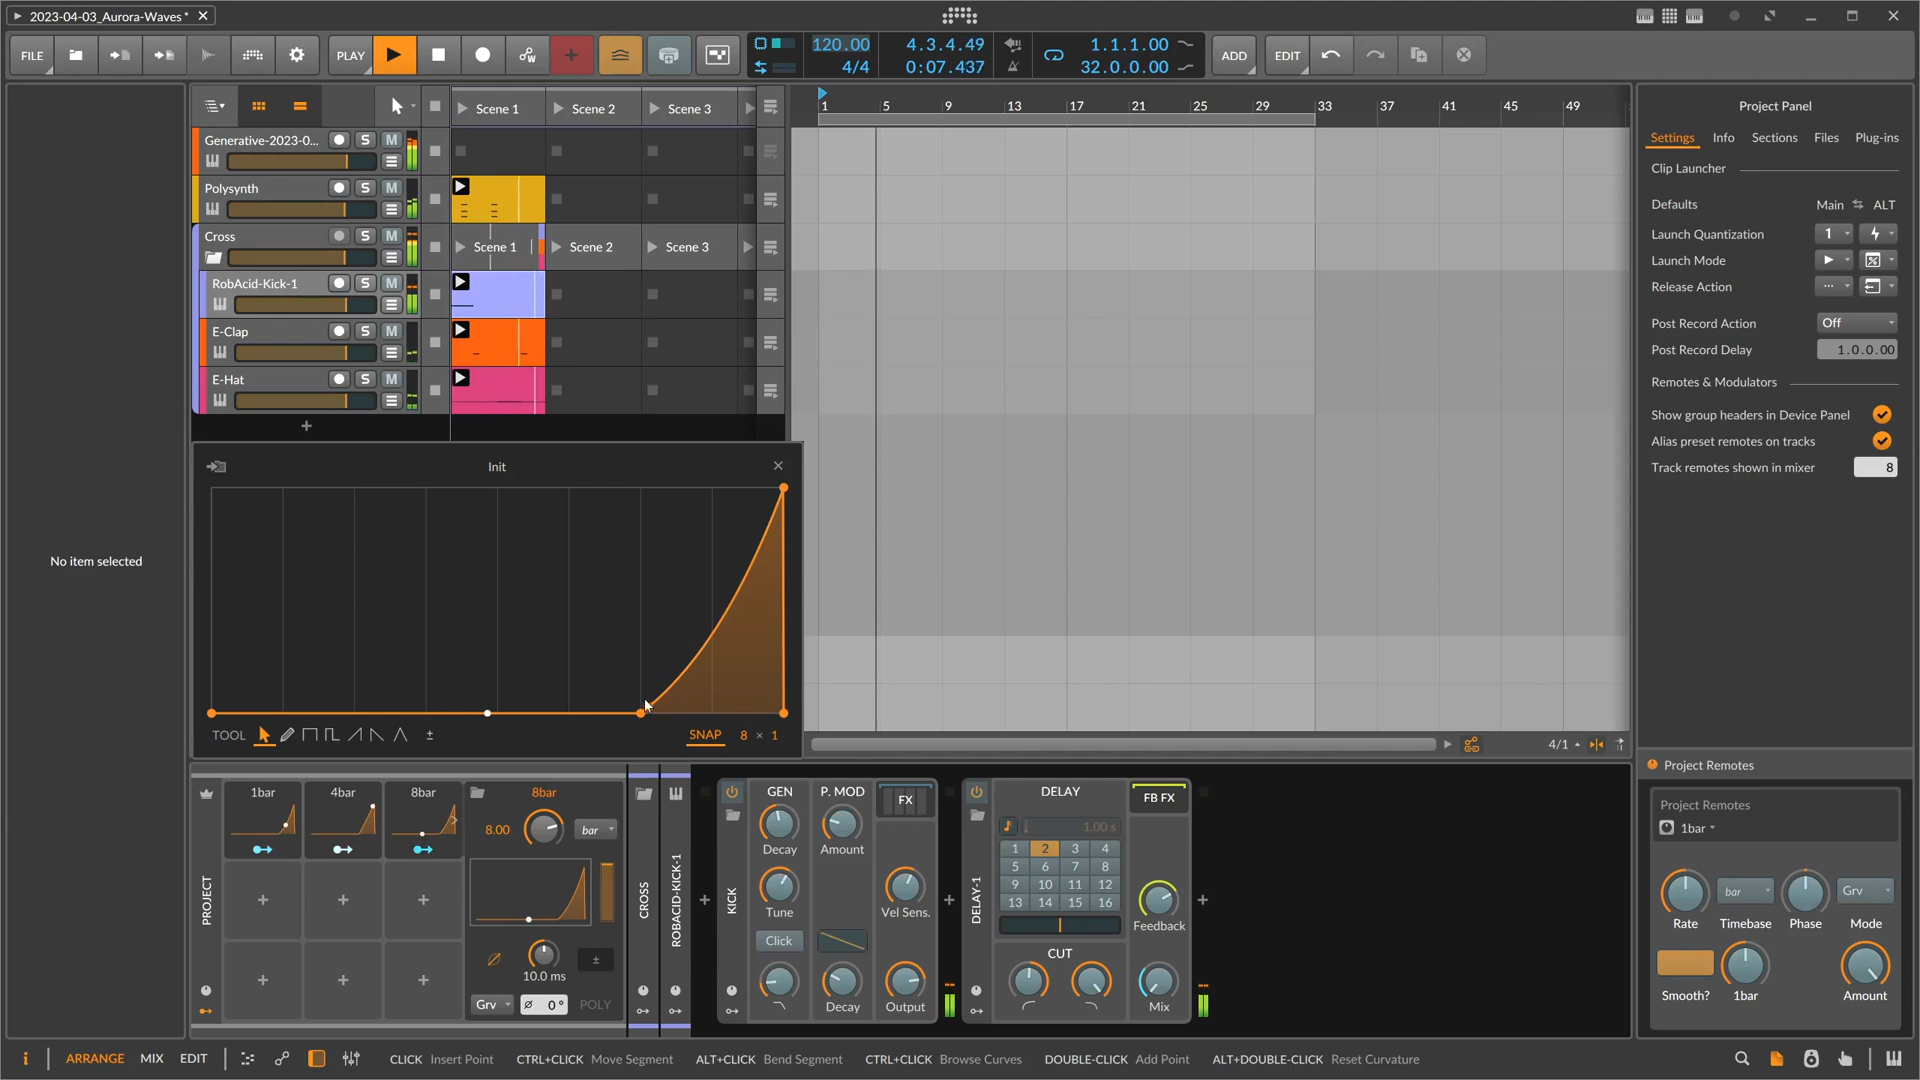 2023-04-03_Aurora-Waves*
FILE
PLAY
120.00
4/4
4.3.4.49
0:07.437
1.1.1.00
32.0.0.00
ADD
EDIT
Scene 1
Scene 2
Scene 3
1 5 9 13 17 21 25 29 33 37 41 45 49
Generative-2023-0... S M
Polysynth S M
Cross S M
Scene 1
Scene 2
Scene 3
RobAcid-Kick-1 S M
E-Clap S M
E-Hat S M
+
No item selected
Init
TOOL
±
SNAP 8 × 1
4/1
Project Panel
Settings Info Sections Files Plug-ins
Clip Launcher
Defaults Main ALT
Launch Quantization 1
Launch Mode
Release Action ...
Post Record Action Off
Post Record Delay 1.0.0.00
Remotes & Modulators
Show group headers in Device Panel
Alias preset remotes on tracks
Track remotes shown in mixer 8
PROJECT
1bar
4bar
8bar
8bar
8.00
bar
10.0 ms
±
Grv
0°
POLY
CROSS
ROBACID-KICK-1
KICK
GEN
Decay
Tune
Click
P. MOD
Amount
Decay
FX
Vel Sens.
Output
DELAY-1
DELAY
1.00 s
1 2 3 4
5 6 7 8
9 10 11 12
13 14 15 16
CUT
FB FX
Feedback
Mix
Project Remotes
Project Remotes
1bar
bar
Grv
Rate Timebase Phase Mode
Smooth? 1bar Amount
i ARRANGE MIX EDIT
CLICK Insert Point
CTRL+CLICK Move Segment
ALT+CLICK Bend Segment
CTRL+CLICK Browse Curves
DOUBLE-CLICK Add Point
ALT+DOUBLE-CLICK Reset Curvature